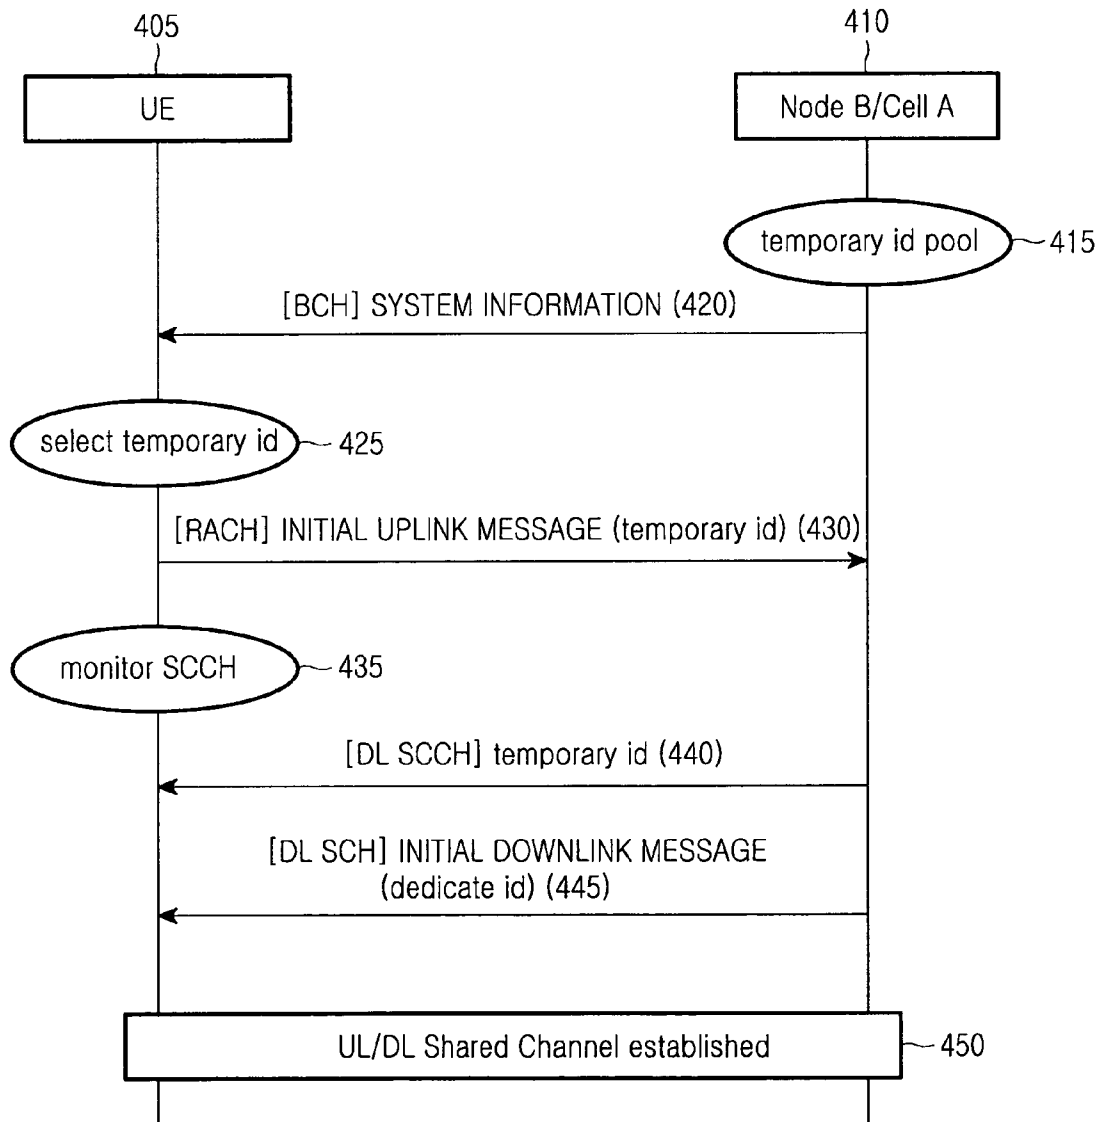 405
410
UE
Node B/Cell A
temporary id pool
415
[BCH] SYSTEM INFORMATION (420)
select temporary id
425
[RACH] INITIAL UPLINK MESSAGE (temporary id) (430)
monitor SCCH
435
[DL SCCH] temporary id (440)
[DL SCH] INITIAL DOWNLINK MESSAGE
(dedicate id) (445)
UL/DL Shared Channel established
450